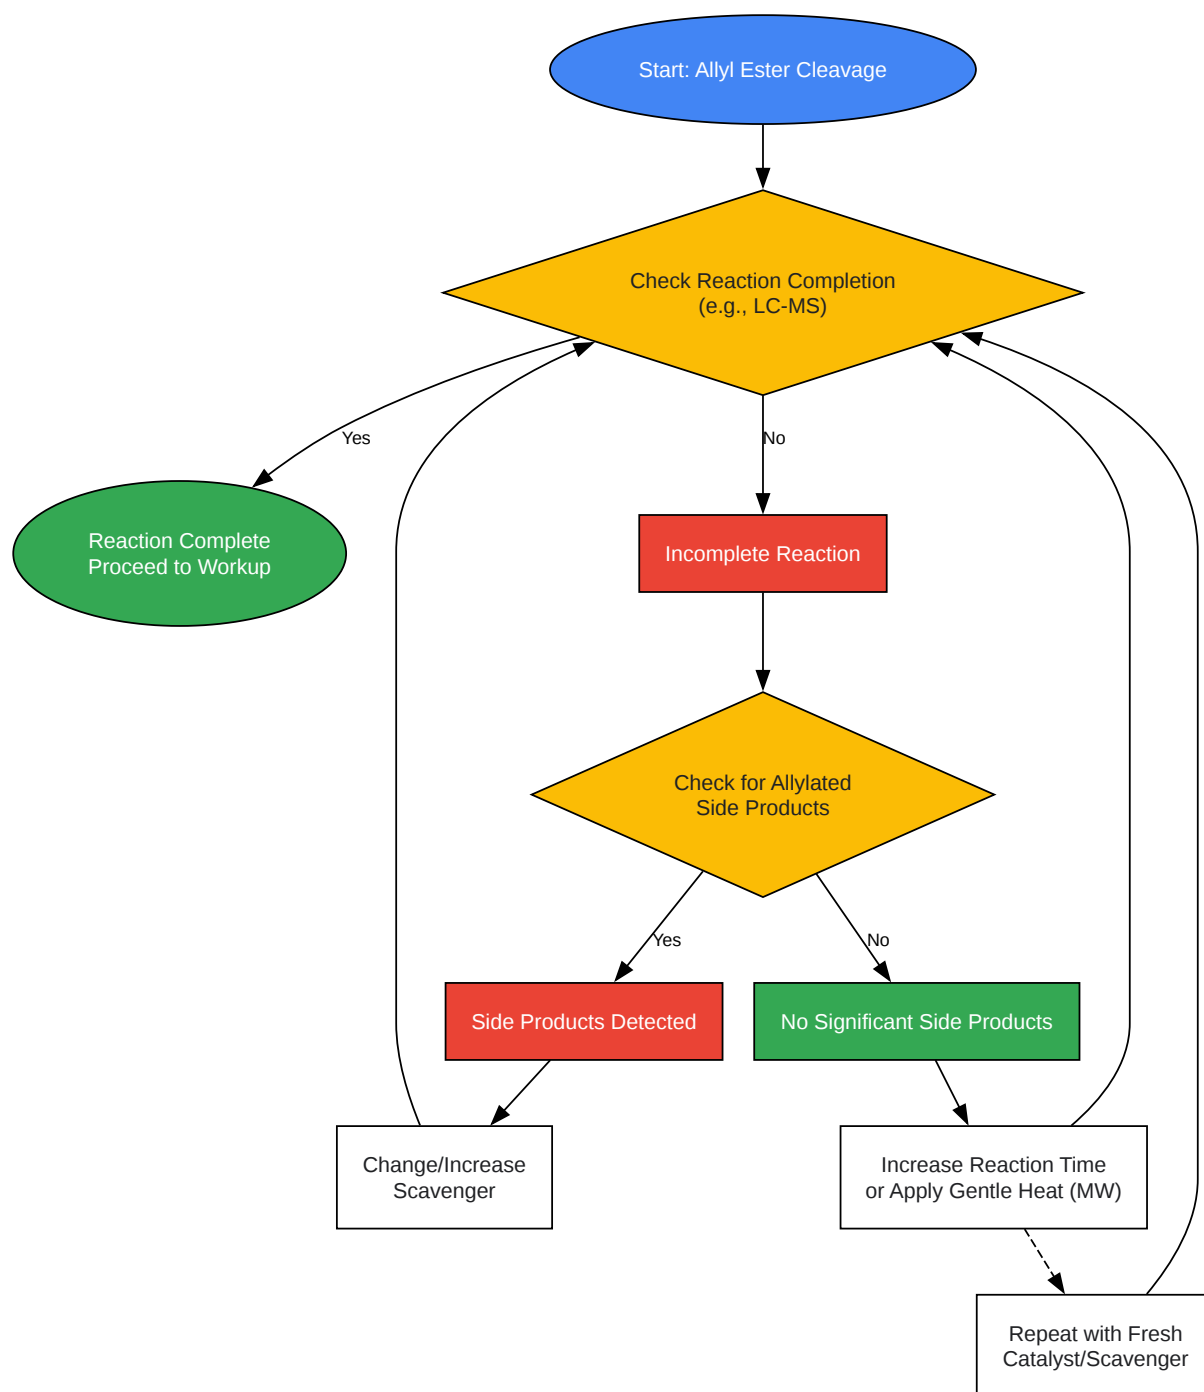 Start: Allyl Ester Cleavage
Check Reaction Completion
(e.g., LC-MS)
Yes
No
Reaction Complete
Proceed to Workup
Incomplete Reaction
Check for Allylated
Side Products
Yes
No
Side Products Detected
No Significant Side Products
Change/Increase
Scavenger
Increase Reaction Time
or Apply Gentle Heat (MW)
Repeat with Fresh
Catalyst/Scavenger